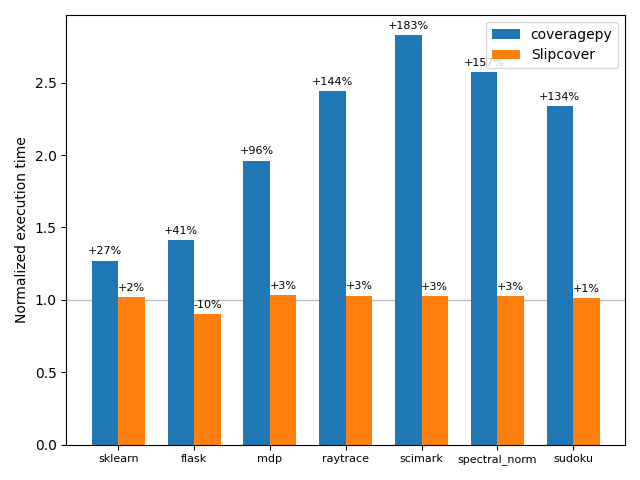 coveragepy
Slipcover
Normalized execution time
2.5
2.0
1.5
1.0
0.5
0.0
+27%
+41%
+96%
+144%
+183%
+157%
+134%
+2%
-10%
+3%
+3%
+3%
+3%
+1%
sklearn
flask
mdp
raytrace
scimark
spectral_norm
sudoku